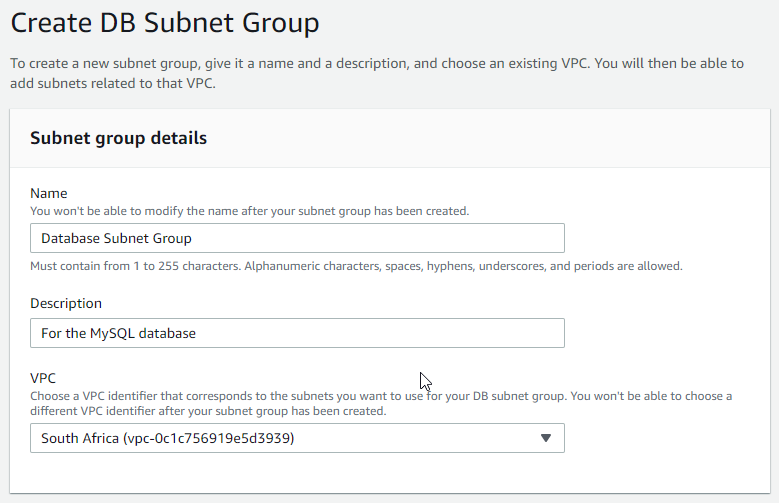 Create DB Subnet Group
To create a new subnet group, give it a name and a description, and choose an existing VPC. You will then be able to
add subnets related to that VPC.
Subnet group details
Name
You won't be able to modify the name after your subnet group has been created.
Database Subnet Group
Must contain from 1 to 255 characters. Alphanumeric characters, spaces, hyphens, underscores, and periods are allowed.
Description
For the MySQL database
VPC
Choose a VPC identifier that corresponds to the subnets you want to use for your DB subnet group. You won't be able to choose a
different VPC identifier after your subnet group has been created.
South Africa (vpc-0c1c756919e5d3939)